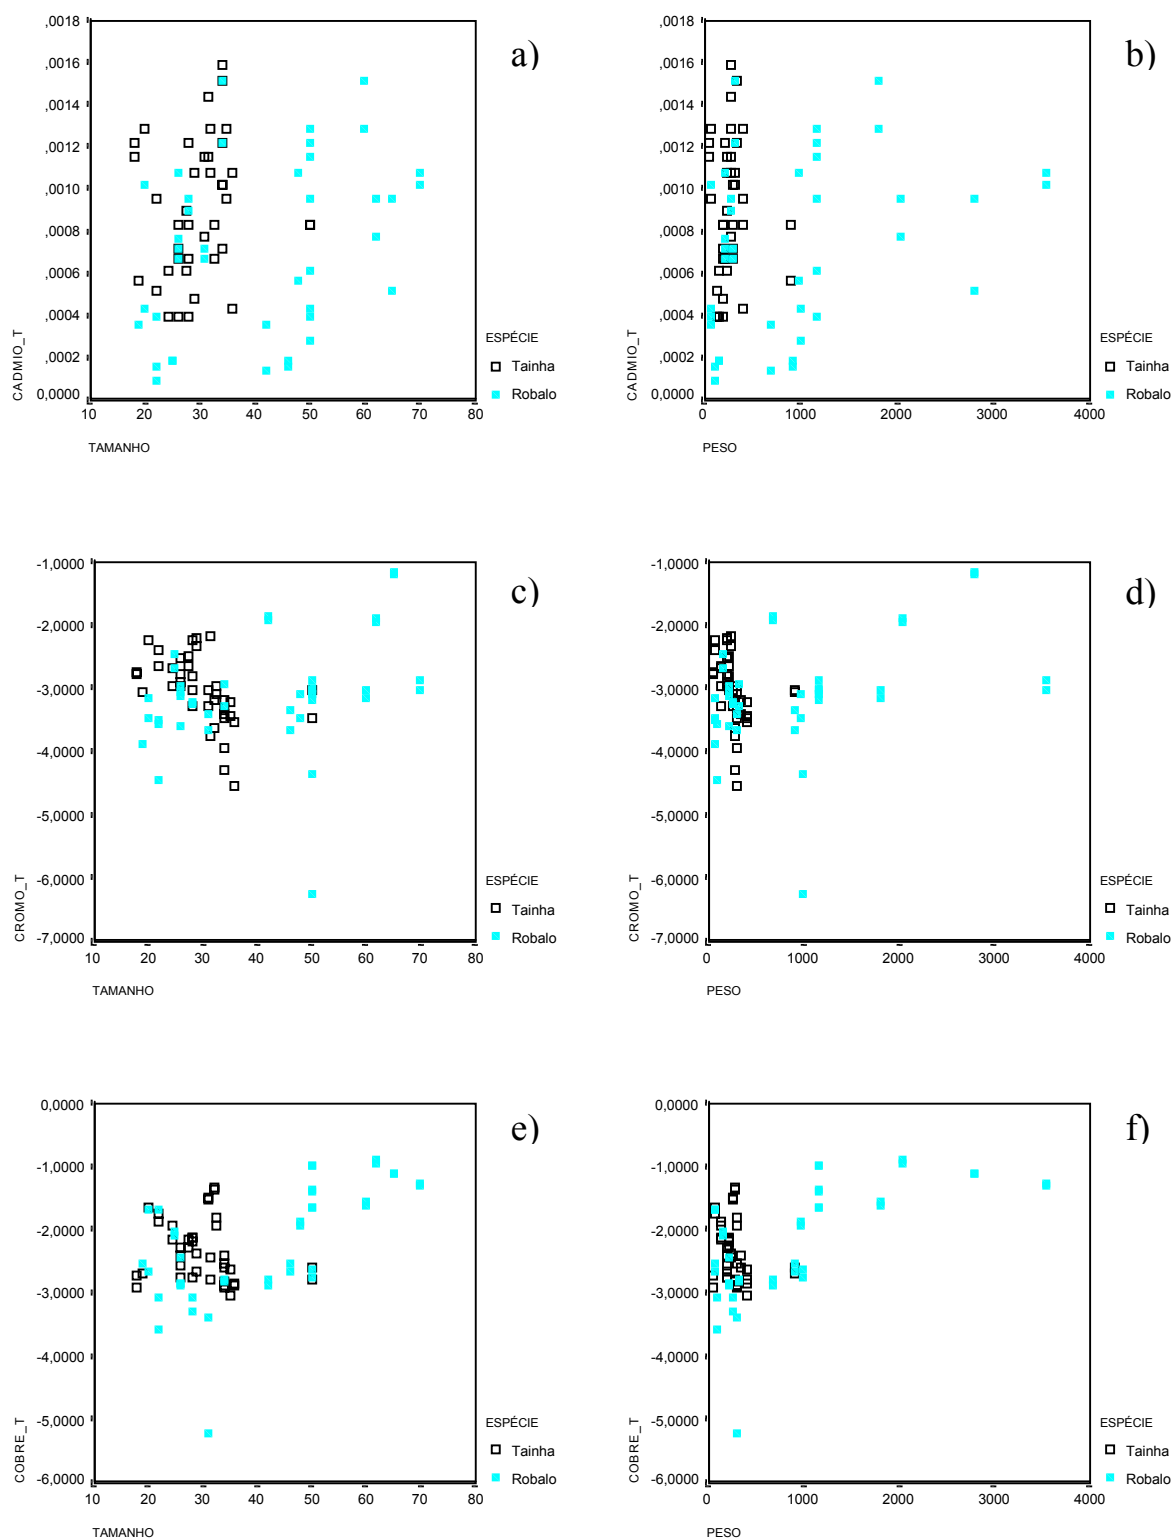 ,0018
,0016
,0014
,0012
,0010
,0008
,0006
,0004
,0002
0,0000
CADMIO_T
10 20 30 40 50 60 70 80
TAMANHO
a)
ESPÉCIE
Tainha
Robalo
,0018
,0016
,0014
,0012
,0010
,0008
,0006
,0004
,0002
0,0000
CADMIO_T
0 1000 2000 3000 4000
PESO
b)
ESPÉCIE
Tainha
Robalo
-1,0000
-2,0000
-3,0000
-4,0000
-5,0000
-6,0000
-7,0000
CROMO_T
10 20 30 40 50 60 70 80
TAMANHO
c)
ESPÉCIE
Tainha
Robalo
-1,0000
-2,0000
-3,0000
-4,0000
-5,0000
-6,0000
-7,0000
CROMO_T
0 1000 2000 3000 4000
PESO
d)
ESPÉCIE
Tainha
Robalo
0,0000
-1,0000
-2,0000
-3,0000
-4,0000
-5,0000
-6,0000
COBRE_T
10 20 30 40 50 60 70 80
TAMANHO
e)
ESPÉCIE
Tainha
Robalo
0,0000
-1,0000
-2,0000
-3,0000
-4,0000
-5,0000
-6,0000
COBRE_T
0 1000 2000 3000 4000
PESO
f)
ESPÉCIE
Tainha
Robalo